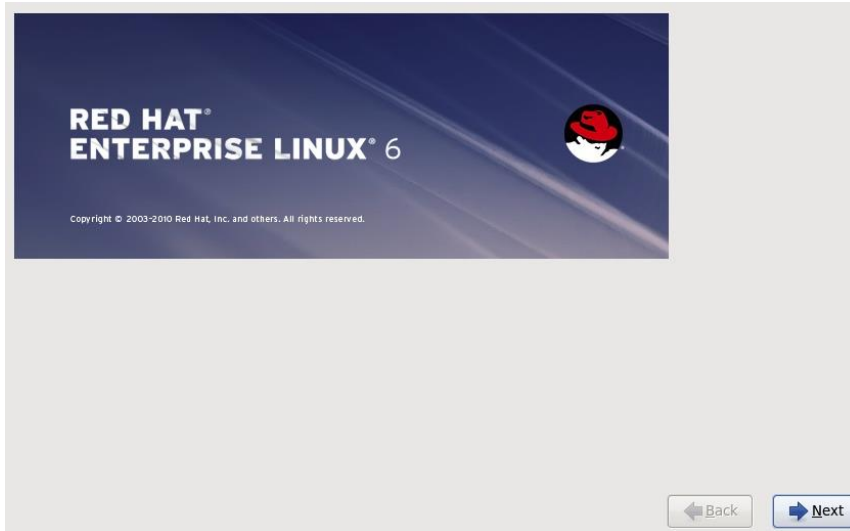 RED HAT®
ENTERPRISE LINUX® 6
Copyright © 2003-2010 Red Hat, Inc. and others. All rights reserved.
Back
Next